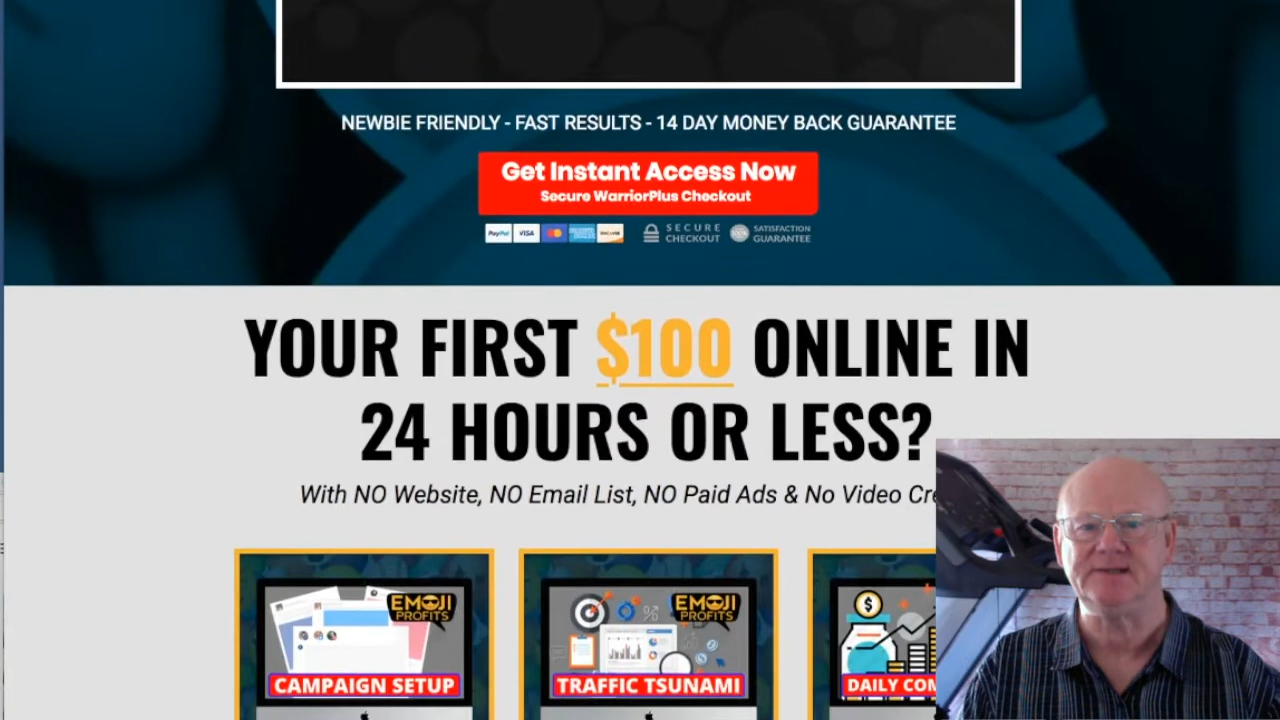 NEWBIE FRIENDLY - FAST RESULTS - 14 DAY MONEY BACK GUARANTEE
Get Instant Access Now
Secure WarriorPlus Checkout
PayPal VISA SECURE CHECKOUT SATISFACTION GUARANTEE
YOUR FIRST $100 ONLINE IN
24 HOURS OR LESS?
With NO Website, NO Email List, NO Paid Ads & No Video Cre
EMOJI PROFITS
EMOJI PROFITS
CAMPAIGN SETUP
TRAFFIC TSUNAMI
DAILY COM